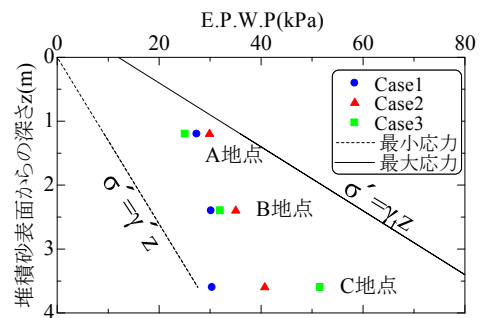 E.P.W.P(kPa)
0 20 40 60 80
0
1
2
3
4
堆積砂表面からの深さz(m)
Case1
Case2
Case3
最小応力
最大応力
A地点
B地点
C地点
σ′=γ′z
σ′=γtz